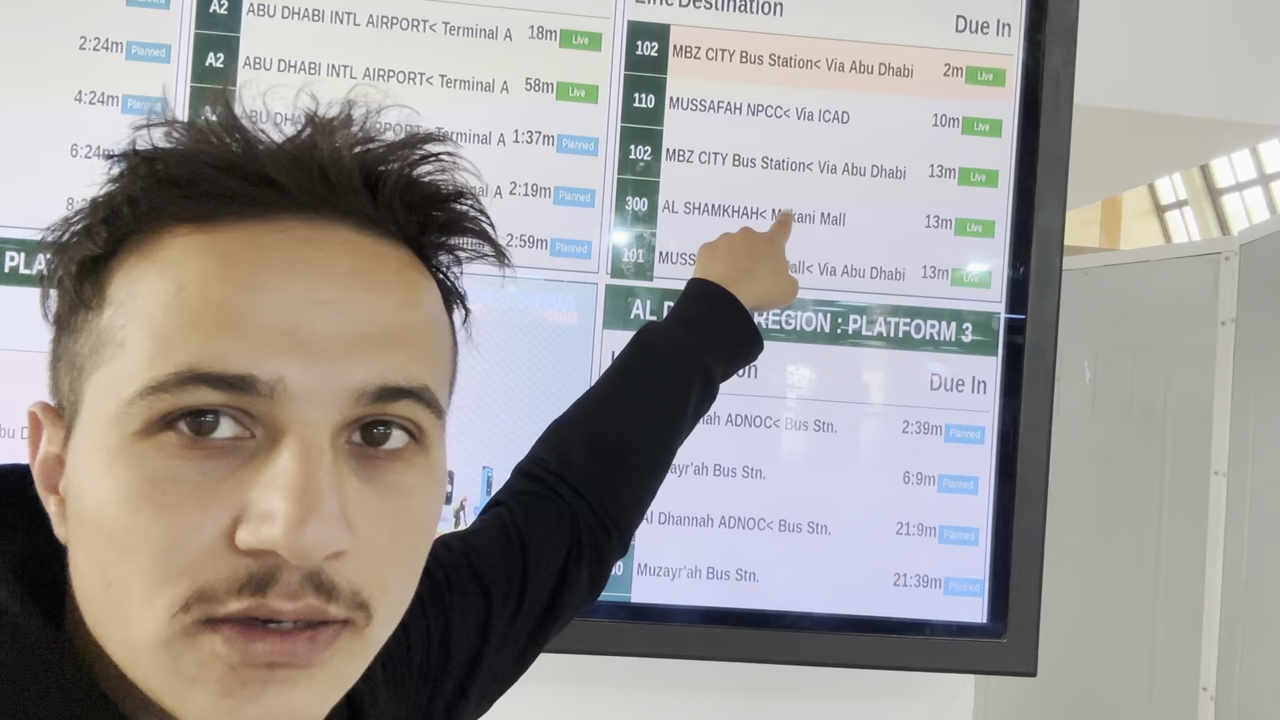 A2 ABU DHABI INTL AIRPORT< Terminal A 18m Live
2:24m Planned
A2 ABU DHABI INTL AIRPORT< Terminal A 58m Live
4:24m Planned
ABU DHABI Terminal A 1:37m Planned
6:24m
2:19m Planned
2:59m Planned
Destination Due In
102 MBZ CITY Bus Station< Via Abu Dhabi 2m Live
110 MUSSAFAH NPCC< Via ICAD 10m Live
102 MBZ CITY Bus Station< Via Abu Dhabi 13m Live
300 AL SHAMKHAH< Mall 13m Live
101 < Via Abu Dhabi 13m Live
AL REGION : PLATFORM 3
Due In
ADNOC< Bus Stn. 2:39m Planned
Bus Stn. 6:9m Planned
Al Dhannah ADNOC< Bus Stn. 21:9m Planned
Muzayr'ah Bus Stn. 21:39m Planned